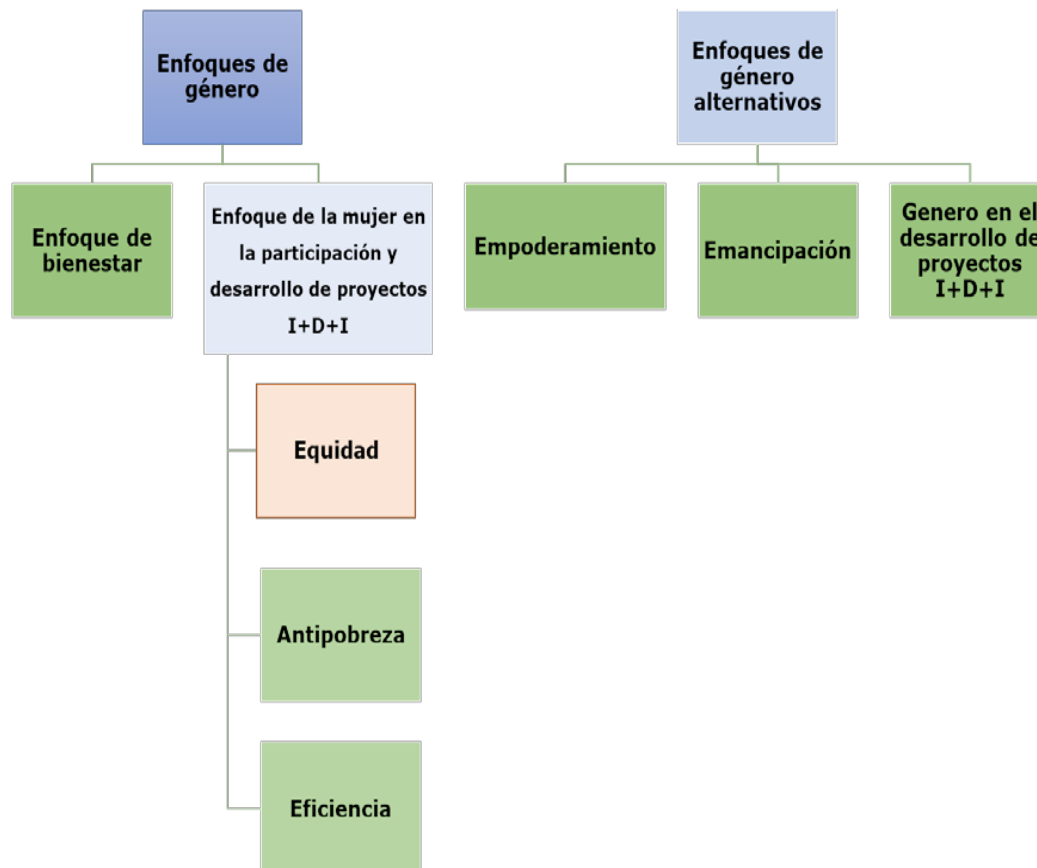 Enfoques de
género
Enfoque de
bienestar
Enfoque de la mujer en
la participación y
desarrollo de proyectos
I+D+I
Equidad
Antipobreza
Eficiencia
Enfoques de
género
alternativos
Empoderamiento
Emancipación
Genero en el
desarrollo de
proyectos
I+D+I